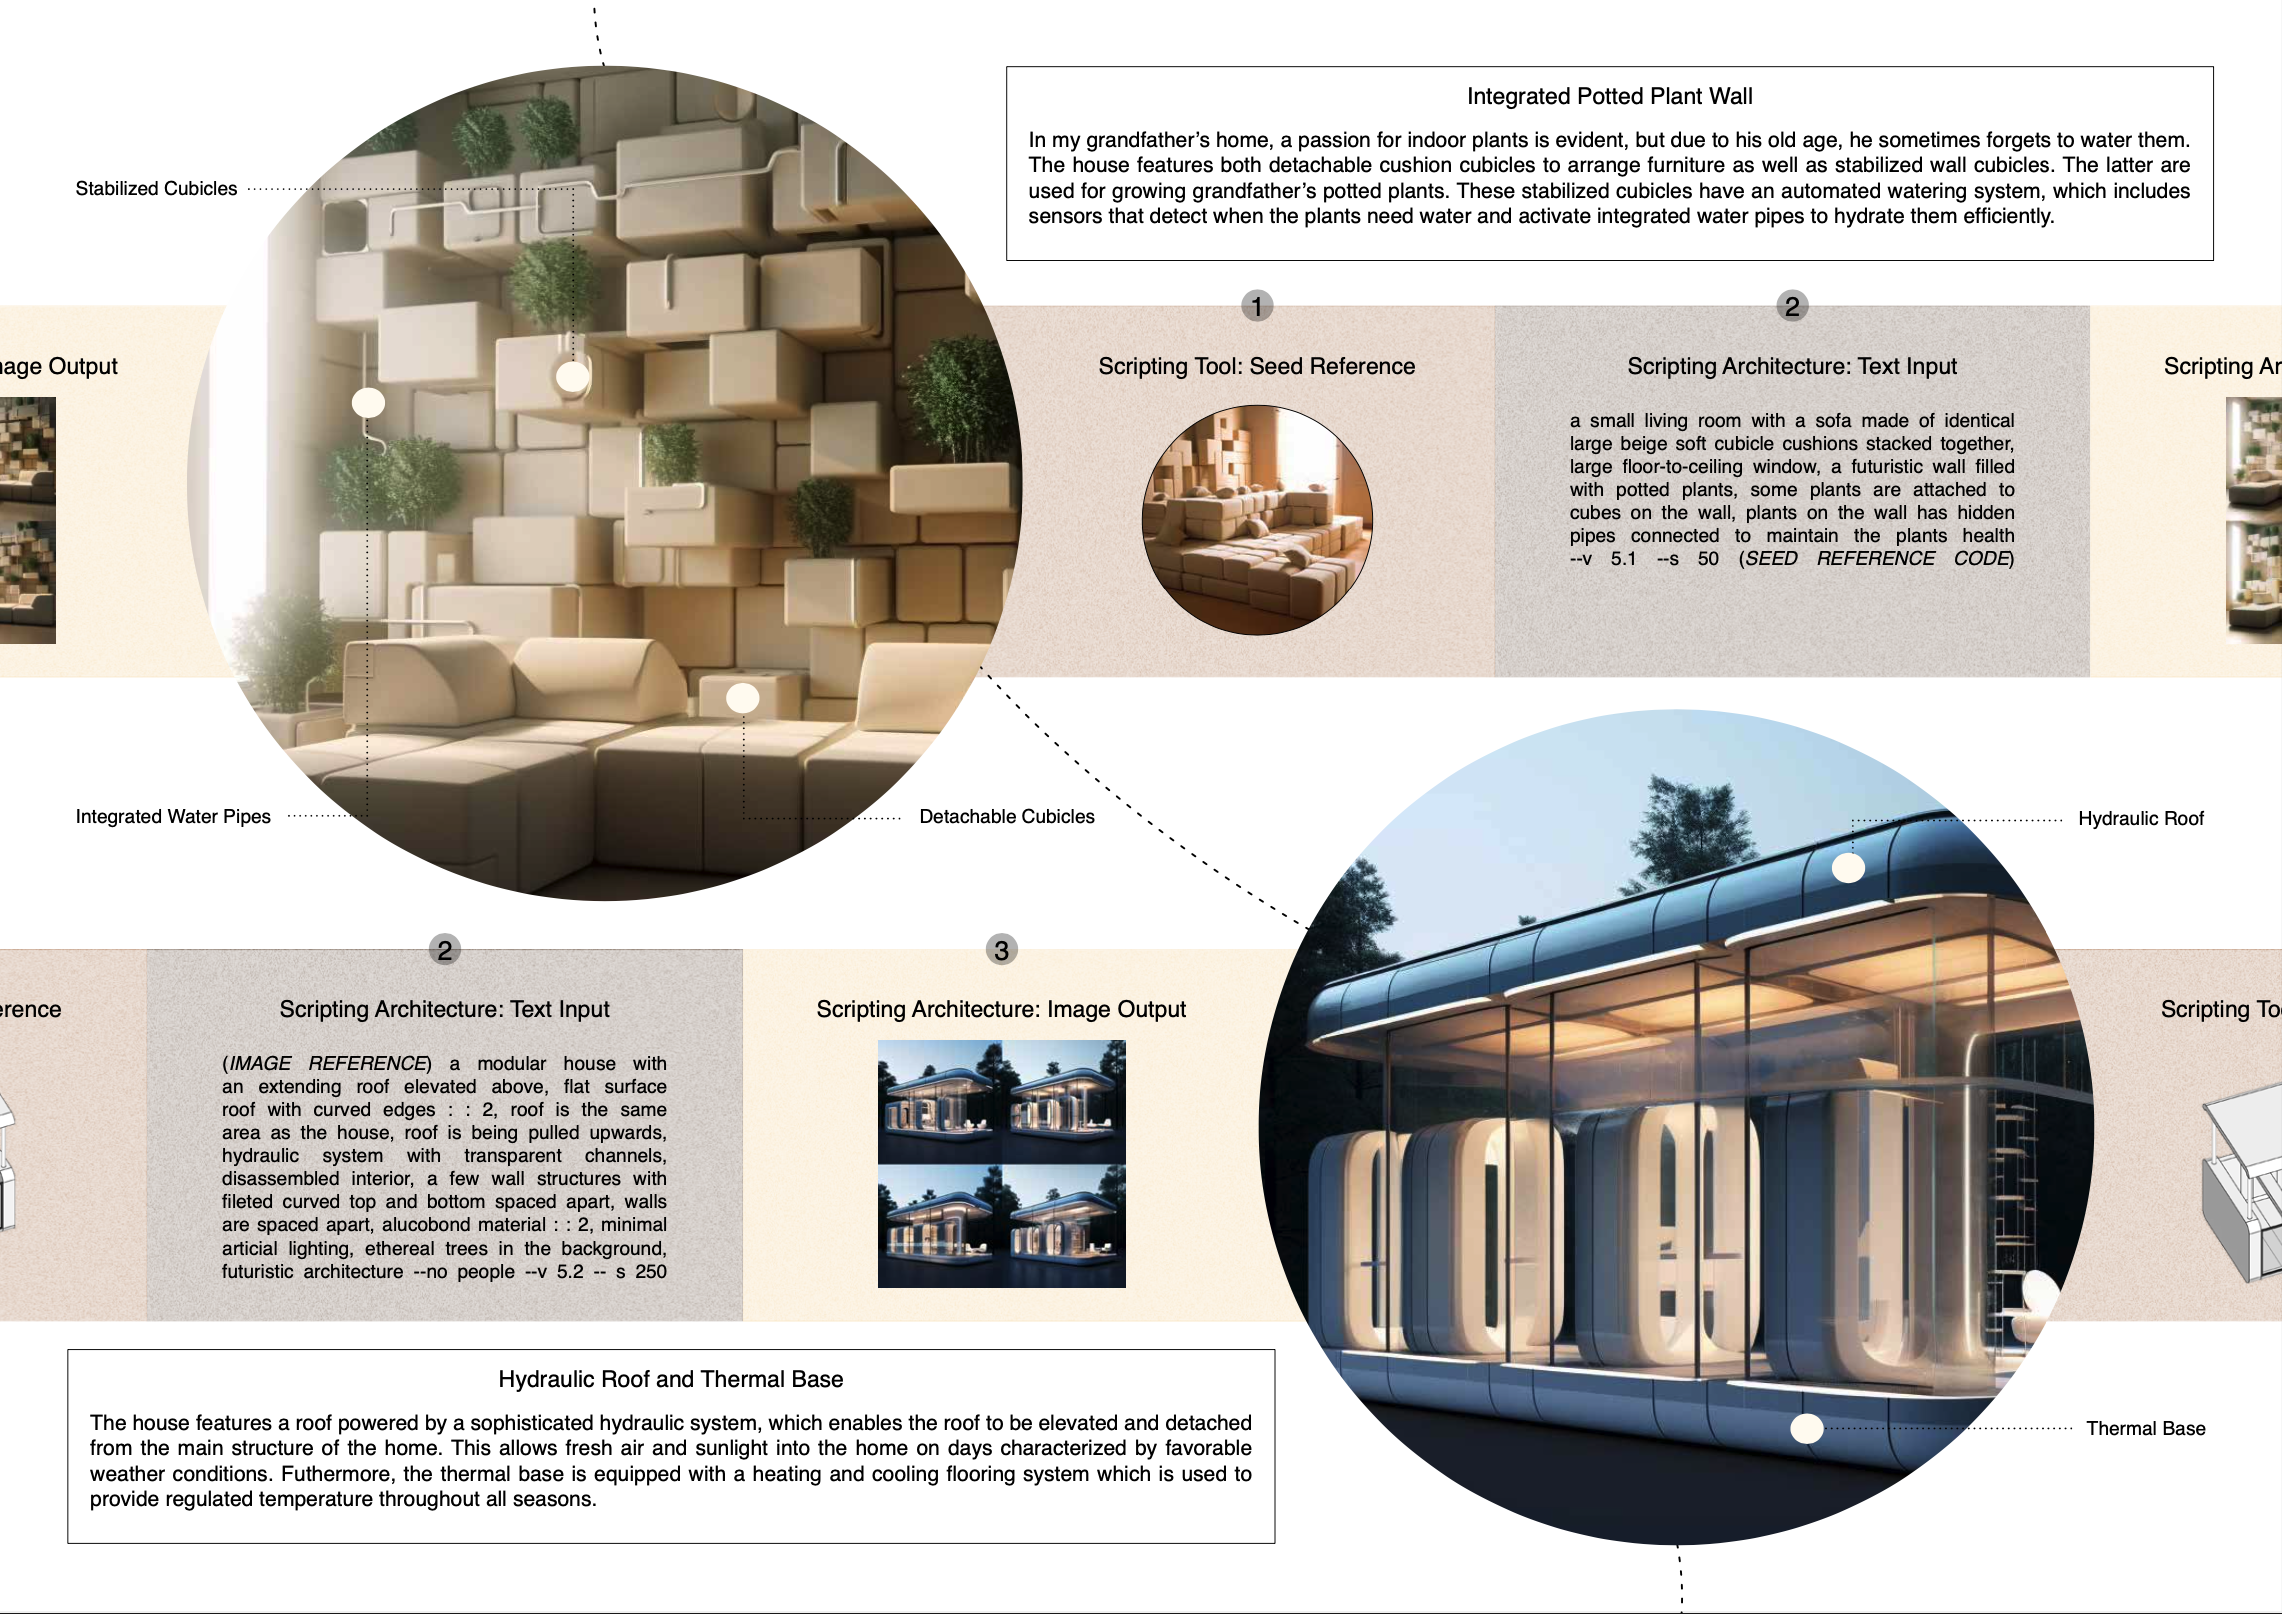 Integrated Potted Plant Wall
In my grandfather's home, a passion for indoor plants is evident, but due to his old age, he sometimes forgets to water them.
The house features both detachable cushion cubicles to arrange furniture as well as stabilized wall cubicles. The latter are
used for growing grandfather's potted plants. These stabilized cubicles have an automated watering system, which includes
sensors that detect when the plants need water and activate integrated water pipes to hydrate them efficiently.
Stabilized Cubicles
Integrated Water Pipes
Detachable Cubicles
Output
1
Scripting Tool: Seed Reference
2
Scripting Architecture: Text Input
a small living room with a sofa made of identical
large beige soft cubicle cushions stacked together,
large floor-to-ceiling window, a futuristic wall filled
with potted plants, some plants are attached to
cubes on the wall, plants on the wall has hidden
pipes connected to maintain the plants health
--v 5.1 --s 50 (SEED REFERENCE CODE)
Scripting Ar
Hydraulic Roof
Thermal Base
erence
2
Scripting Architecture: Text Input
(IMAGE REFERENCE) a modular house with
an extending roof elevated above, flat surface
roof with curved edges : : 2, roof is the same
area as the house, roof is being pulled upwards,
hydraulic system with transparent channels,
disassembled interior, a few wall structures with
fileted curved top and bottom spaced apart, walls
are spaced apart, alucobond material : : 2, minimal
articial lighting, ethereal trees in the background,
futuristic architecture --no people --v 5.2 -- s 250
3
Scripting Architecture: Image Output
Scripting To
Hydraulic Roof and Thermal Base
The house features a roof powered by a sophisticated hydraulic system, which enables the roof to be elevated and detached
from the main structure of the home. This allows fresh air and sunlight into the home on days characterized by favorable
weather conditions. Futhermore, the thermal base is equipped with a heating and cooling flooring system which is used to
provide regulated temperature throughout all seasons.